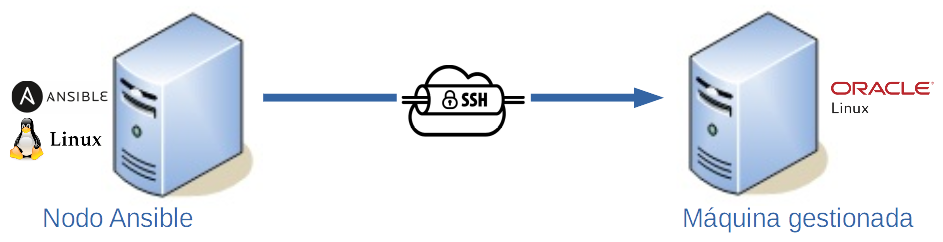 ANSIBLE
Linux
SSH
ORACLE
Linux
Nodo Ansible
Máquina gestionada